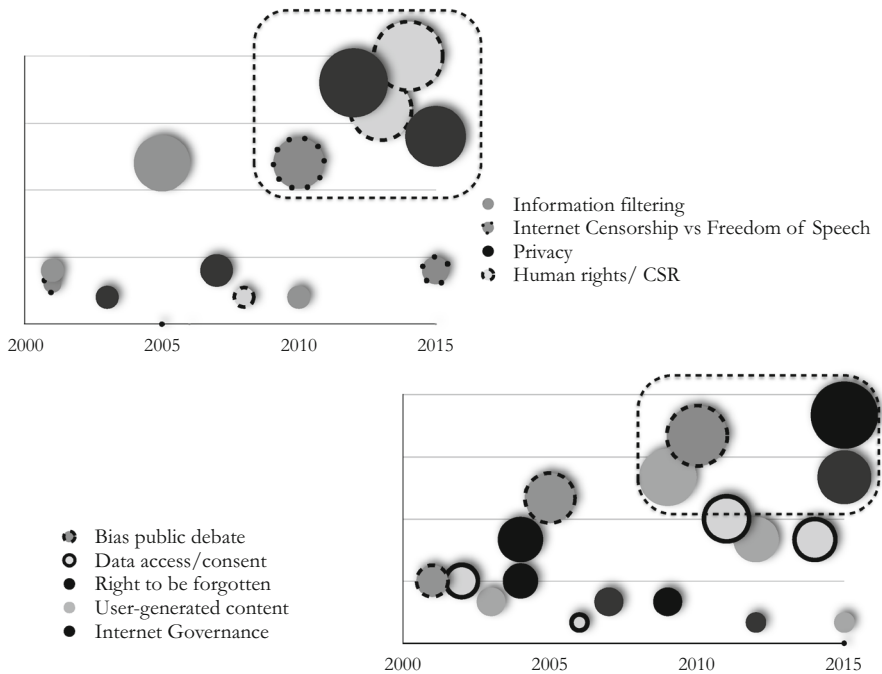 2000 2005 2010 2015
Information filtering
Internet Censorship vs Freedom of Speech
Privacy
Human rights/ CSR
Bias public debate
Data access/consent
Right to be forgotten
User-generated content
Internet Governance
2000 2005 2010 2015